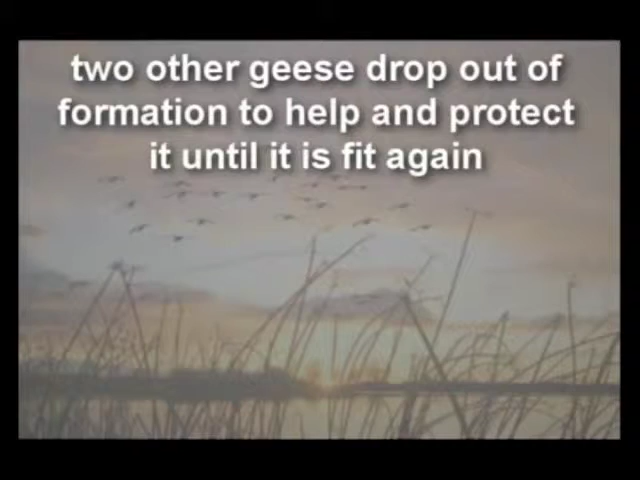 two other geese drop out of
formation to help and protect
it until it is fit again